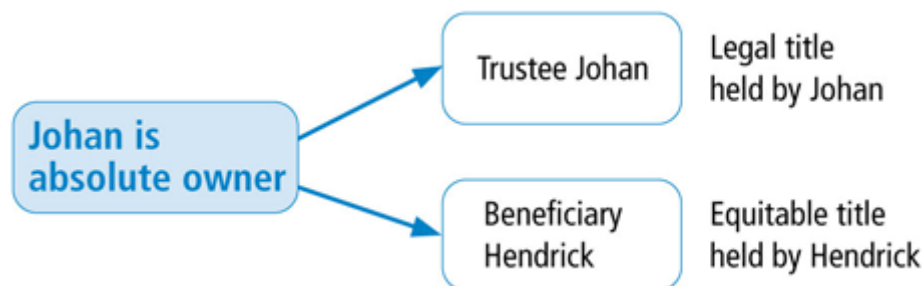 Johan is
absolute owner
Trustee Johan
Legal title
held by Johan
Beneficiary
Hendrick
Equitable title
held by Hendrick